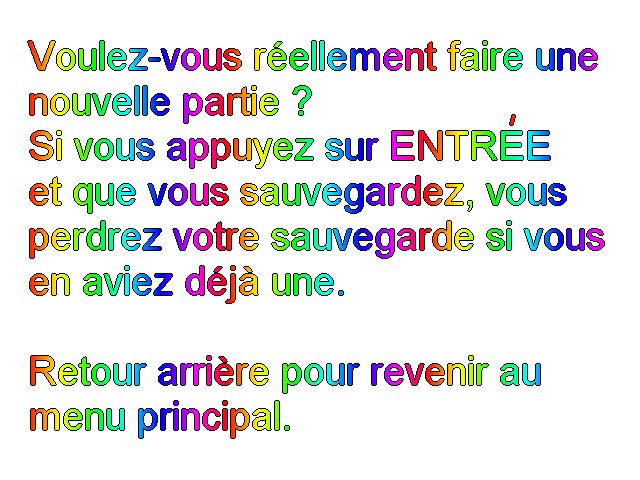 Voulez-vous réellement faire une
nouvelle partie ?
Si vous appuyez sur ENTRÉE
et que vous sauvegardez, vous
perdrez votre sauvegarde si vous
en aviez déjà une.
Retour arrière pour revenir au
menu principal.